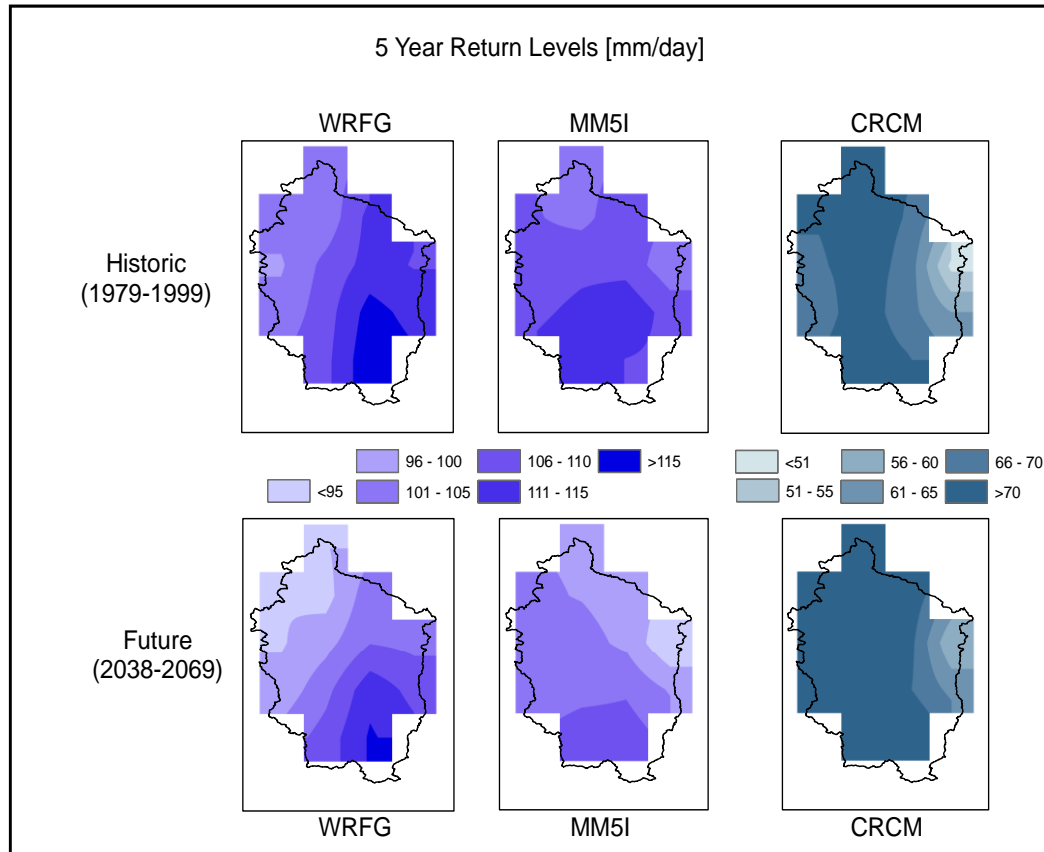 5 Year Return Levels [mm/day]
WRFG MM5I CRCM
Historic
(1979-1999)
96 - 100 106 - 110 >115 <51 56 - 60 66 - 70
<95 101 - 105 111 - 115 51 - 55 61 - 65 >70
Future
(2038-2069)
WRFG MM5I CRCM